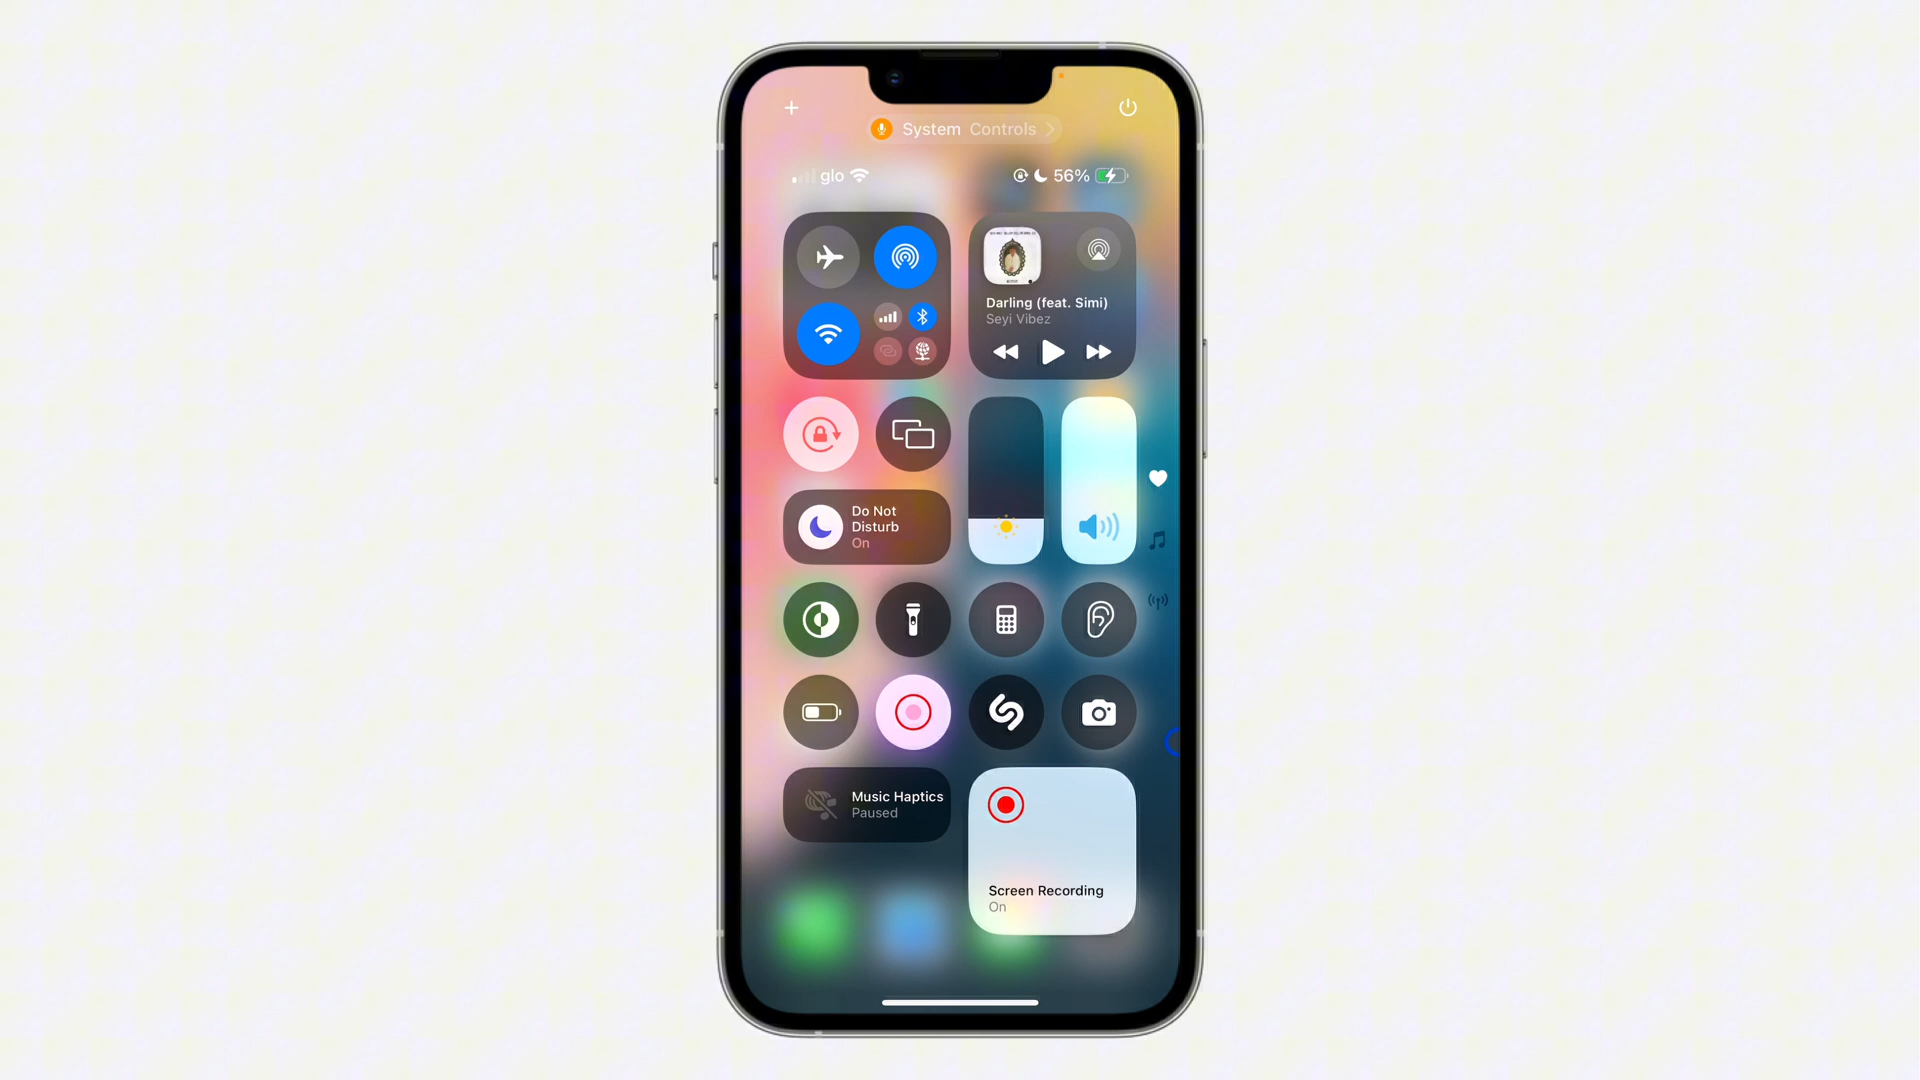 System Controls
glo
56%
Darling (feat. Simi)
Seyi Vibez
Do Not
Disturb
On
Music Haptics
Paused
Screen Recording
On